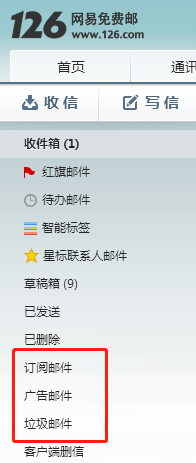 126 网易免费邮
www.126.com
首页 通讯
收信 写信
收件箱 (1)
红旗邮件
待办邮件
智能标签
星标联系人邮件
草稿箱 (9)
已发送
已删除
订阅邮件
广告邮件
垃圾邮件
客户端删信